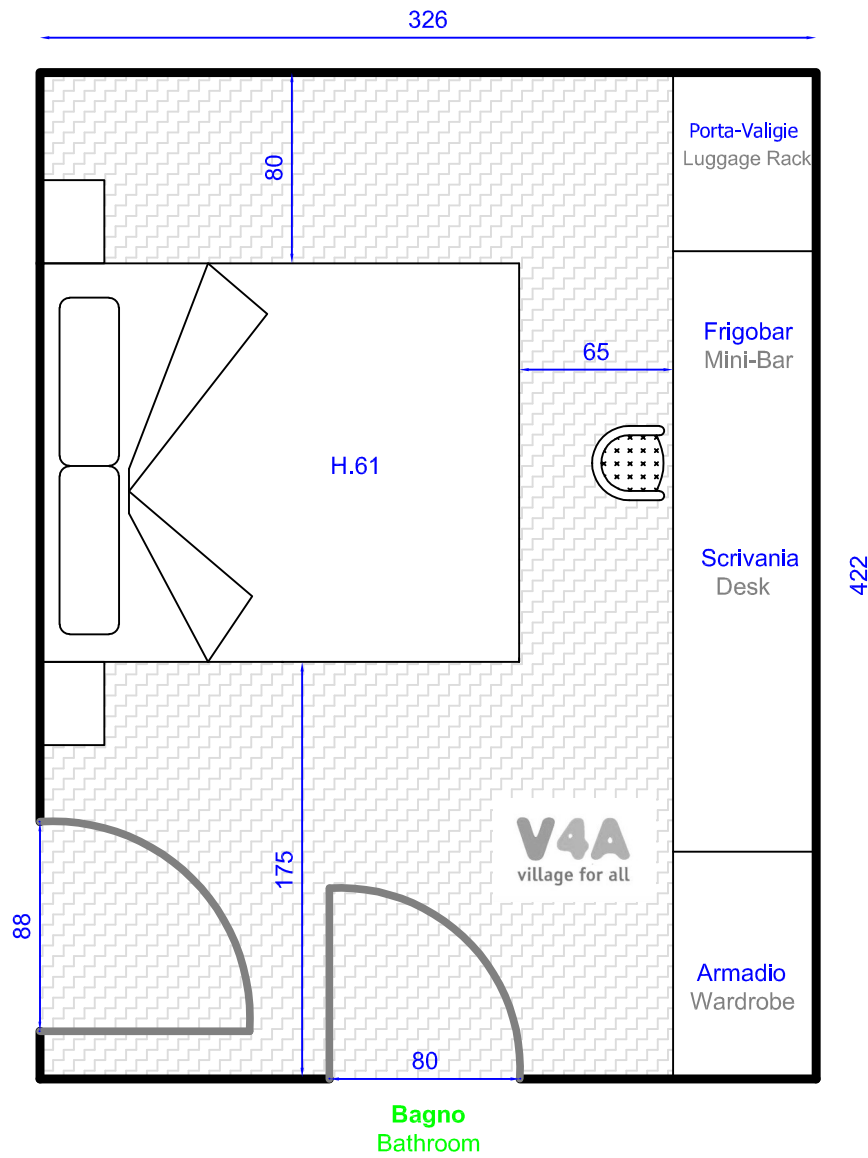 326
Porta-Valigie
Luggage Rack
80
Frigobar
Mini-Bar
65
H.61
Scrivania
Desk
422
V4A
village for all
175
88
Armadio
Wardrobe
80
Bagno
Bathroom